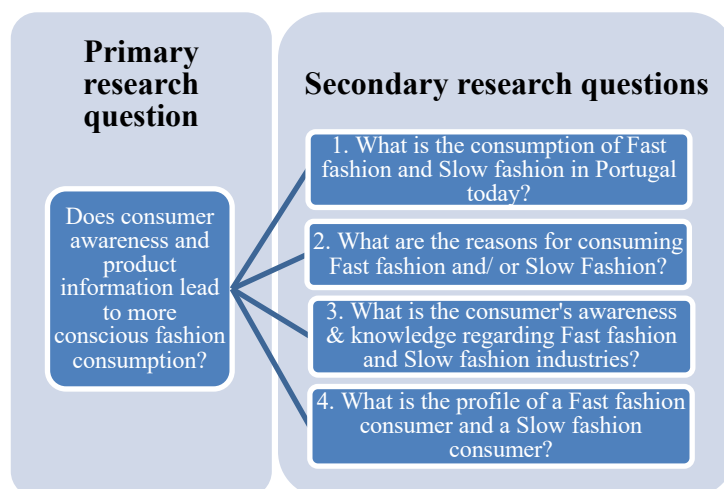 Primary
research
question
Does consumer
awareness and
product
information lead
to more
conscious fashion
consumption?
Secondary research questions
1. What is the consumption of Fast
fashion and Slow fashion in Portugal
today?
2. What are the reasons for consuming
Fast fashion and/ or Slow Fashion?
3. What is the consumer's awareness
& knowledge regarding Fast fashion
and Slow fashion industries?
4. What is the profile of a Fast fashion
consumer and a Slow fashion
consumer?